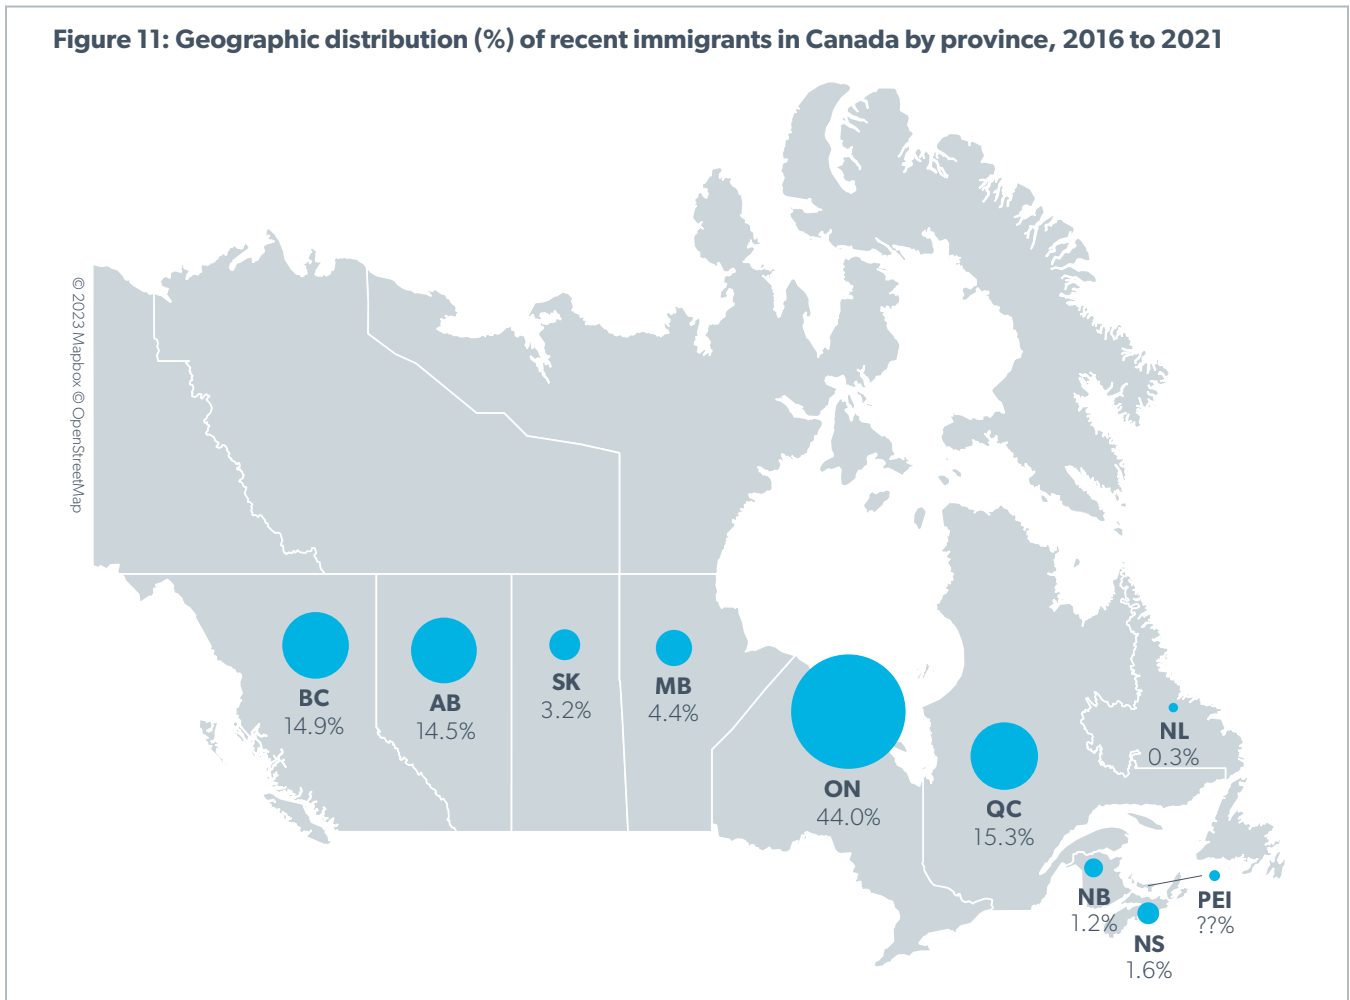 Figure 11: Geographic distribution (%) of recent immigrants in Canada by province, 2016 to 2021
© 2023 Mapbox © OpenStreetMap
BC
14.9%
AB
14.5%
SK
3.2%
MB
4.4%
ON
44.0%
QC
15.3%
NL
0.3%
NB
1.2%
NS
1.6%
PEI
??%